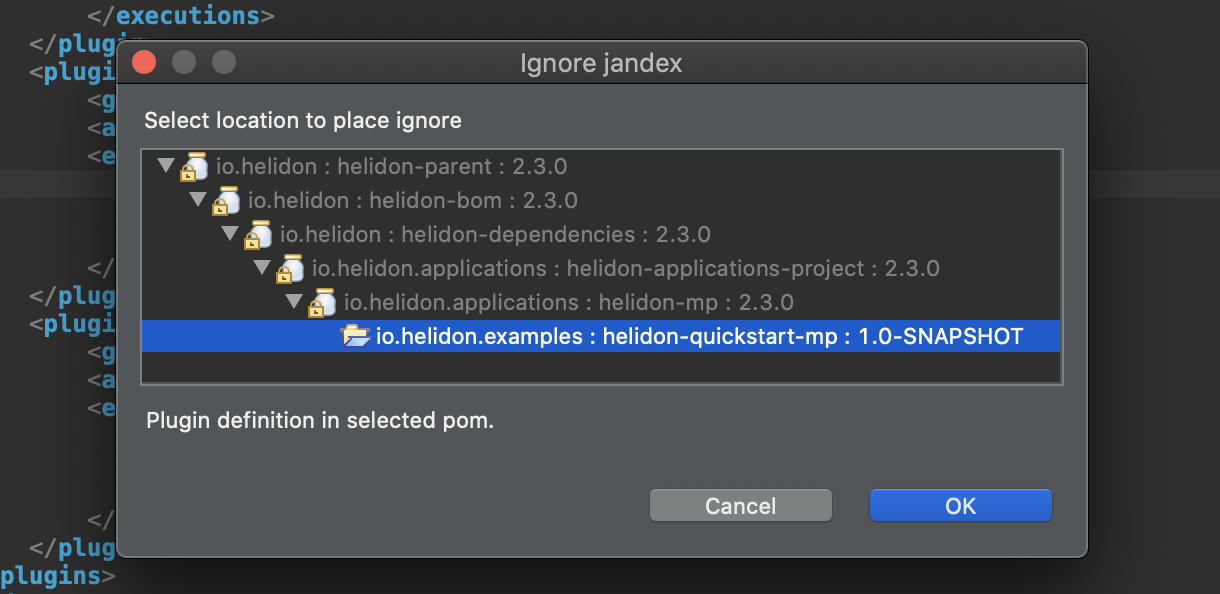 </executions>
</plugin>
<plugi
<g
<a
<e
</
</plug
<plugi
<g
<a
<e
</
</plug
plugins>
Ignore jandex
Select location to place ignore
io.helidon : helidon-parent : 2.3.0
io.helidon : helidon-bom : 2.3.0
io.helidon : helidon-dependencies : 2.3.0
io.helidon.applications : helidon-applications-project : 2.3.0
io.helidon.applications : helidon-mp : 2.3.0
io.helidon.examples : helidon-quickstart-mp : 1.0-SNAPSHOT
Plugin definition in selected pom.
Cancel
OK